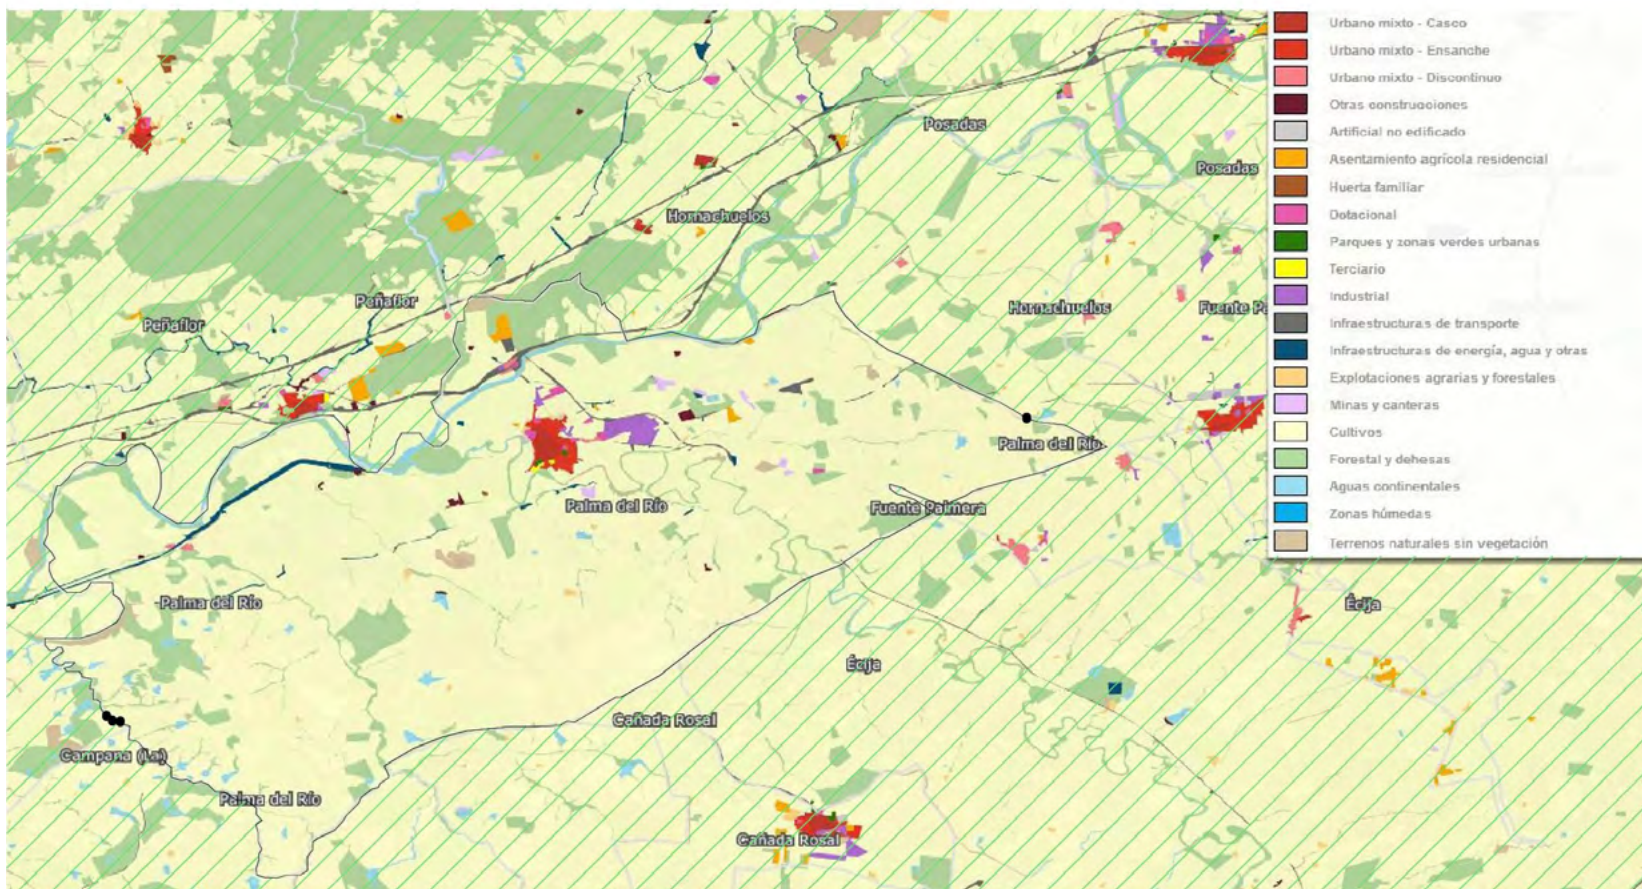 Urbano mixto - Casco
Urbano mixto - Ensanche
Urbano mixto - Discontinuo
Otras construcciones
Artificial no edificado
Asentamiento agrícola residencial
Huerta familiar
Dotacional
Parques y zonas verdes urbanas
Terciario
Industrial
Infraestructuras de transporte
Infraestructuras de energía, agua y otras
Explotaciones agrarias y forestales
Minas y canteras
Cultivos
Forestal y dehesas
Aguas continentales
Zonas húmedas
Terrenos naturales sin vegetación
Posadas
Posadas
Hornachuelos
Peñaflor
Peñaflor
Hornachuelos
Fuente Pa
Palma del Río
Palma del Río
Fuente Palmera
Palma del Río
Écija
Écija
Cañada Rosal
Campana (La)
Palma del Río
Cañada Rosal